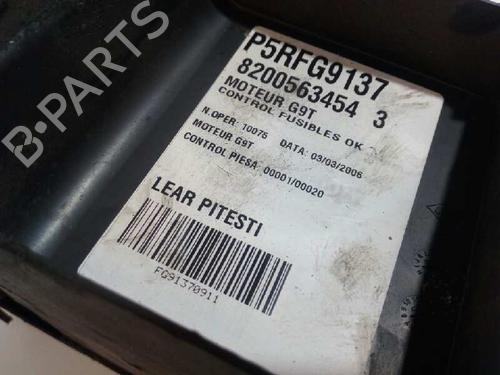 P5RFG9137
8200563454 3
MOTEUR G9T
CONTROL FUSIBLES OK
N.OPER: 10075 DATA: 03/03/2006
MOTEUR G9T
CONTROL PIESA: 00001/00020
LEAR PITESTI
FG91370911
B-PARTS